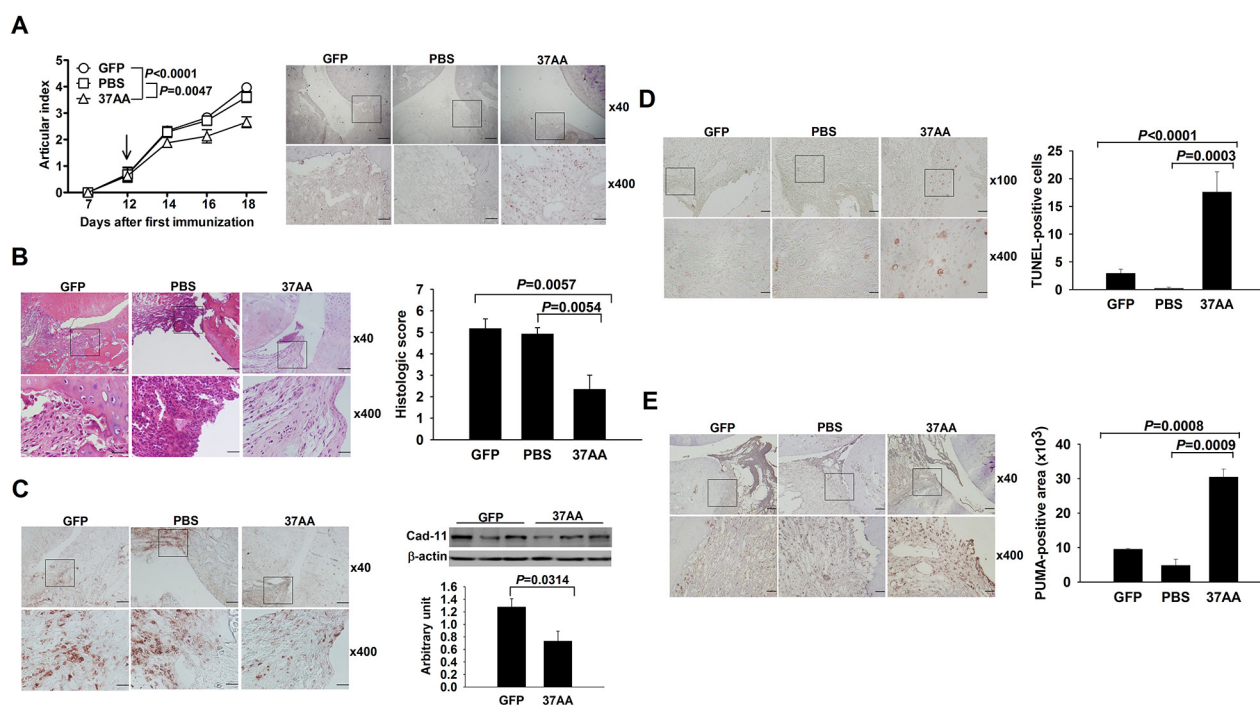 A
5
4
3
2
1
0
Articular index
GFP
PBS
37AA
P<0.0001
P=0.0047
7 12 14 16 18
Days after first immunization
GFP PBS 37AA
x40
x400
B
GFP PBS 37AA
x40
x400
7
6
5
4
3
2
1
0
Histologic score
P=0.0057
P=0.0054
GFP PBS 37AA
C
GFP PBS 37AA
x40
x400
GFP 37AA
Cad-11
β-actin
P=0.0314
1.6
1.4
1.2
1.0
0.8
0.6
0.4
0.2
0.0
Arbitrary unit
GFP 37AA
D
GFP PBS 37AA
x100
x400
P<0.0001
P=0.0003
25
20
15
10
5
0
TUNEL-positive cells
GFP PBS 37AA
E
GFP PBS 37AA
x40
x400
P=0.0008
P=0.0009
40
30
20
10
0
PUMA-positive area (x10³)
GFP PBS 37AA